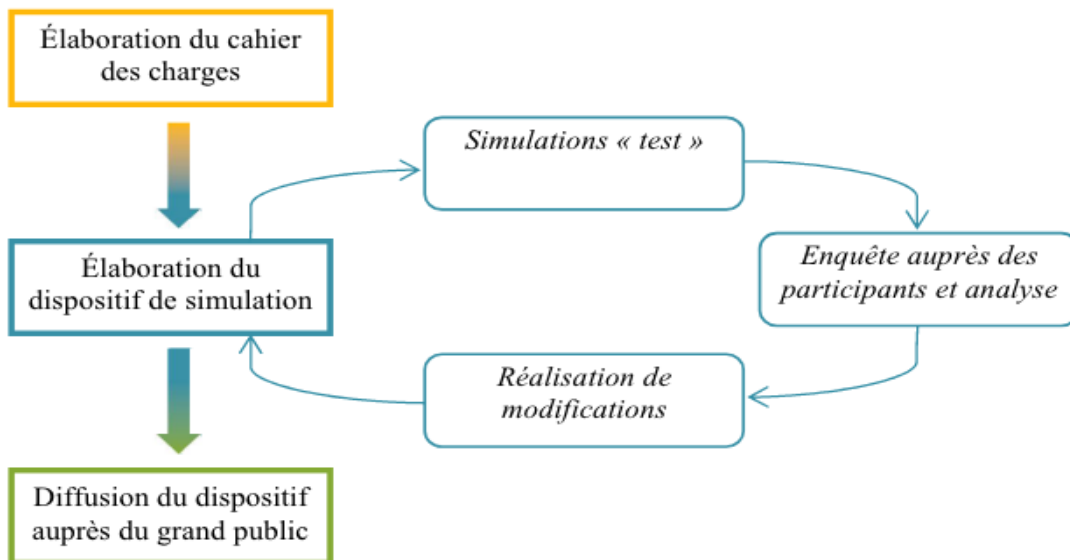 Élaboration du cahier
des charges
Simulations « test »
Élaboration du
dispositif de simulation
Enquête auprès des
participants et analyse
Réalisation de
modifications
Diffusion du dispositif
auprès du grand public